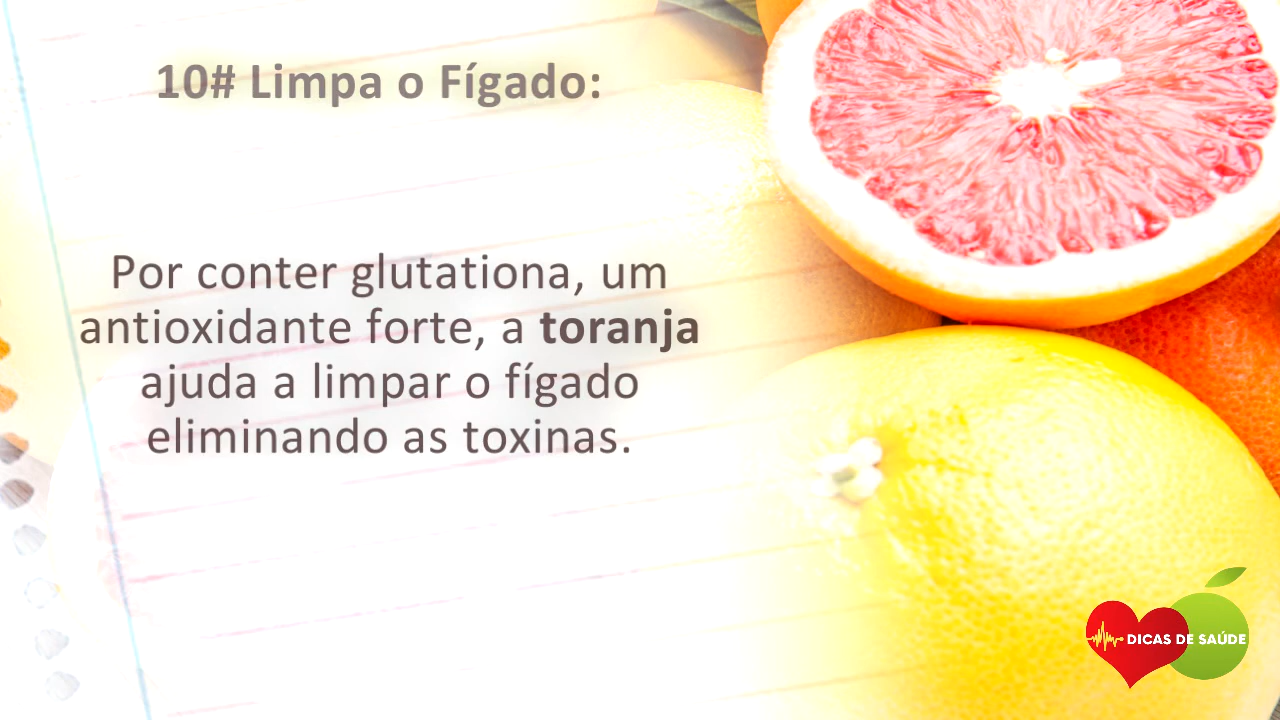 10# Limpa o Fígado:
Por conter glutationa, um
antioxidante forte, a toranja
ajuda a limpar o fígado
eliminando as toxinas.
DICAS DE SAÚDE